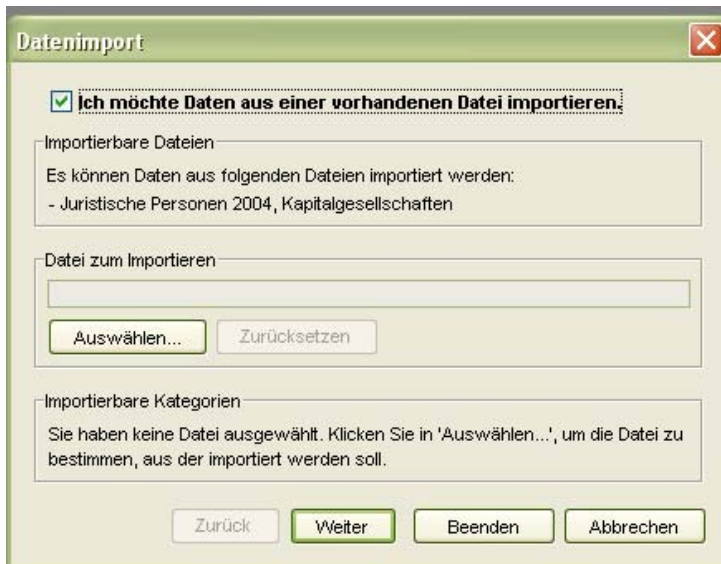 Datenimport
Ich möchte Daten aus einer vorhandenen Datei importieren.
Importierbare Dateien
Es können Daten aus folgenden Dateien importiert werden:
- Juristische Personen 2004, Kapitalgesellschaften
Datei zum Importieren
Auswählen... Zurücksetzen
Importierbare Kategorien
Sie haben keine Datei ausgewählt. Klicken Sie in 'Auswählen...', um die Datei zu
bestimmen, aus der importiert werden soll.
Zurück Weiter Beenden Abbrechen